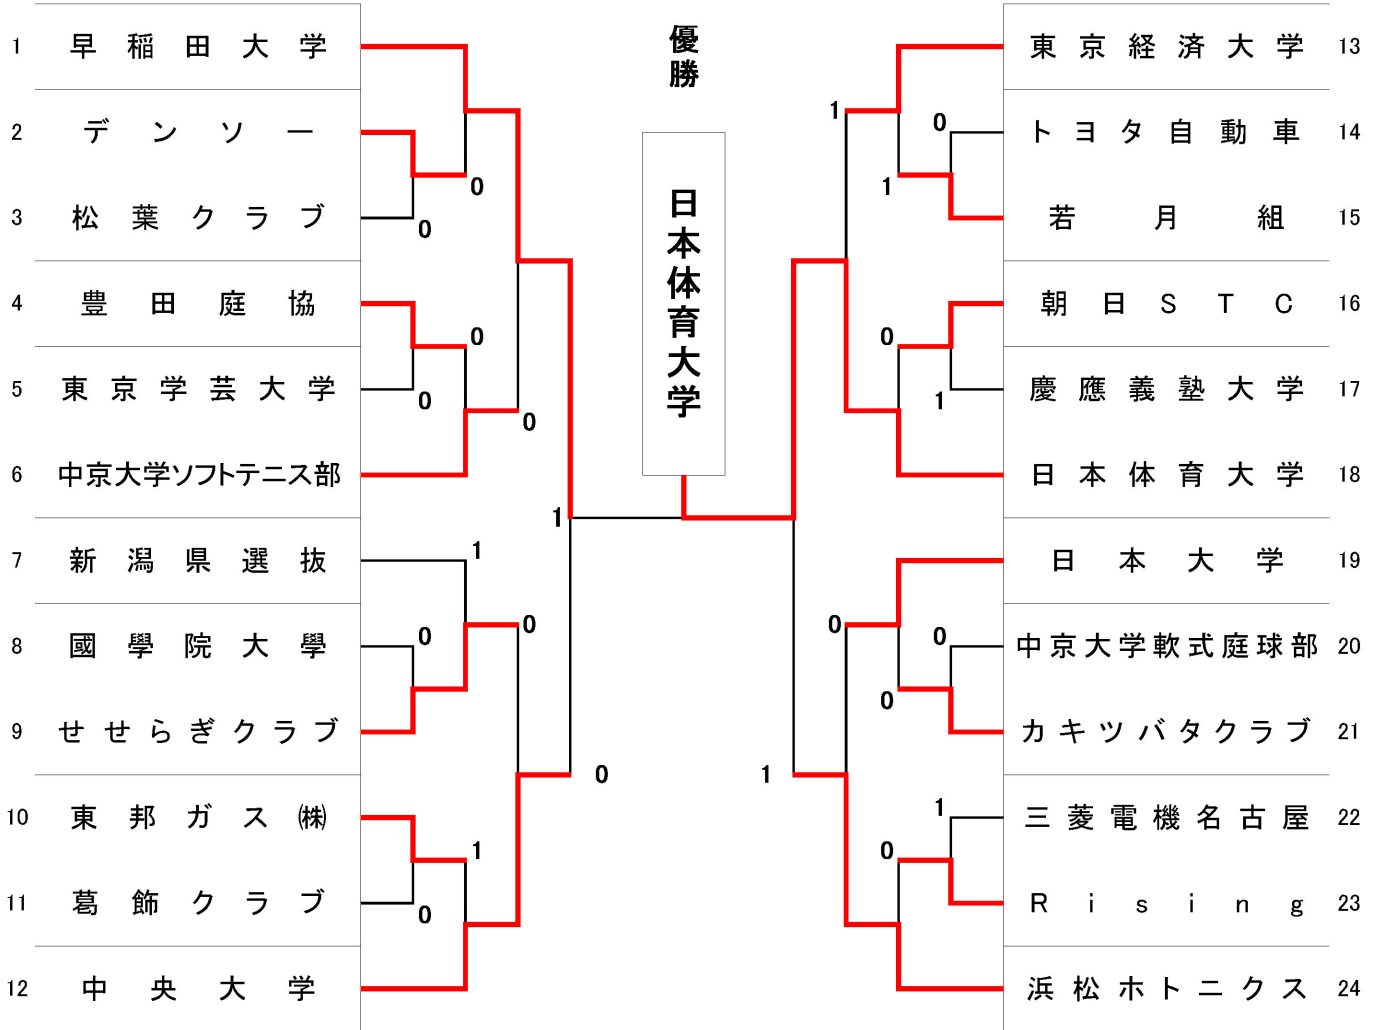 優勝
日本体育大学
1 早稲田大学
2 デンソー
0
3 松葉クラブ
0
4 豊田庭協
0
5 東京学芸大学
0
0
6 中京大学ソフトテニス部
1
7 新潟県選抜
1
8 國學院大學
0
0
9 せせらぎクラブ
0
10 東邦ガス㈱
1
11 葛飾クラブ
0
12 中央大学
東京経済大学 13
1
0
トヨタ自動車 14
1
若月組 15
朝日STC 16
0
慶應義塾大学 17
1
日本体育大学 18
日本大学 19
0
0
中京大学軟式庭球部 20
0
カキツバタクラブ 21
1
1
三菱電機名古屋 22
0
Rising 23
浜松ホトニクス 24